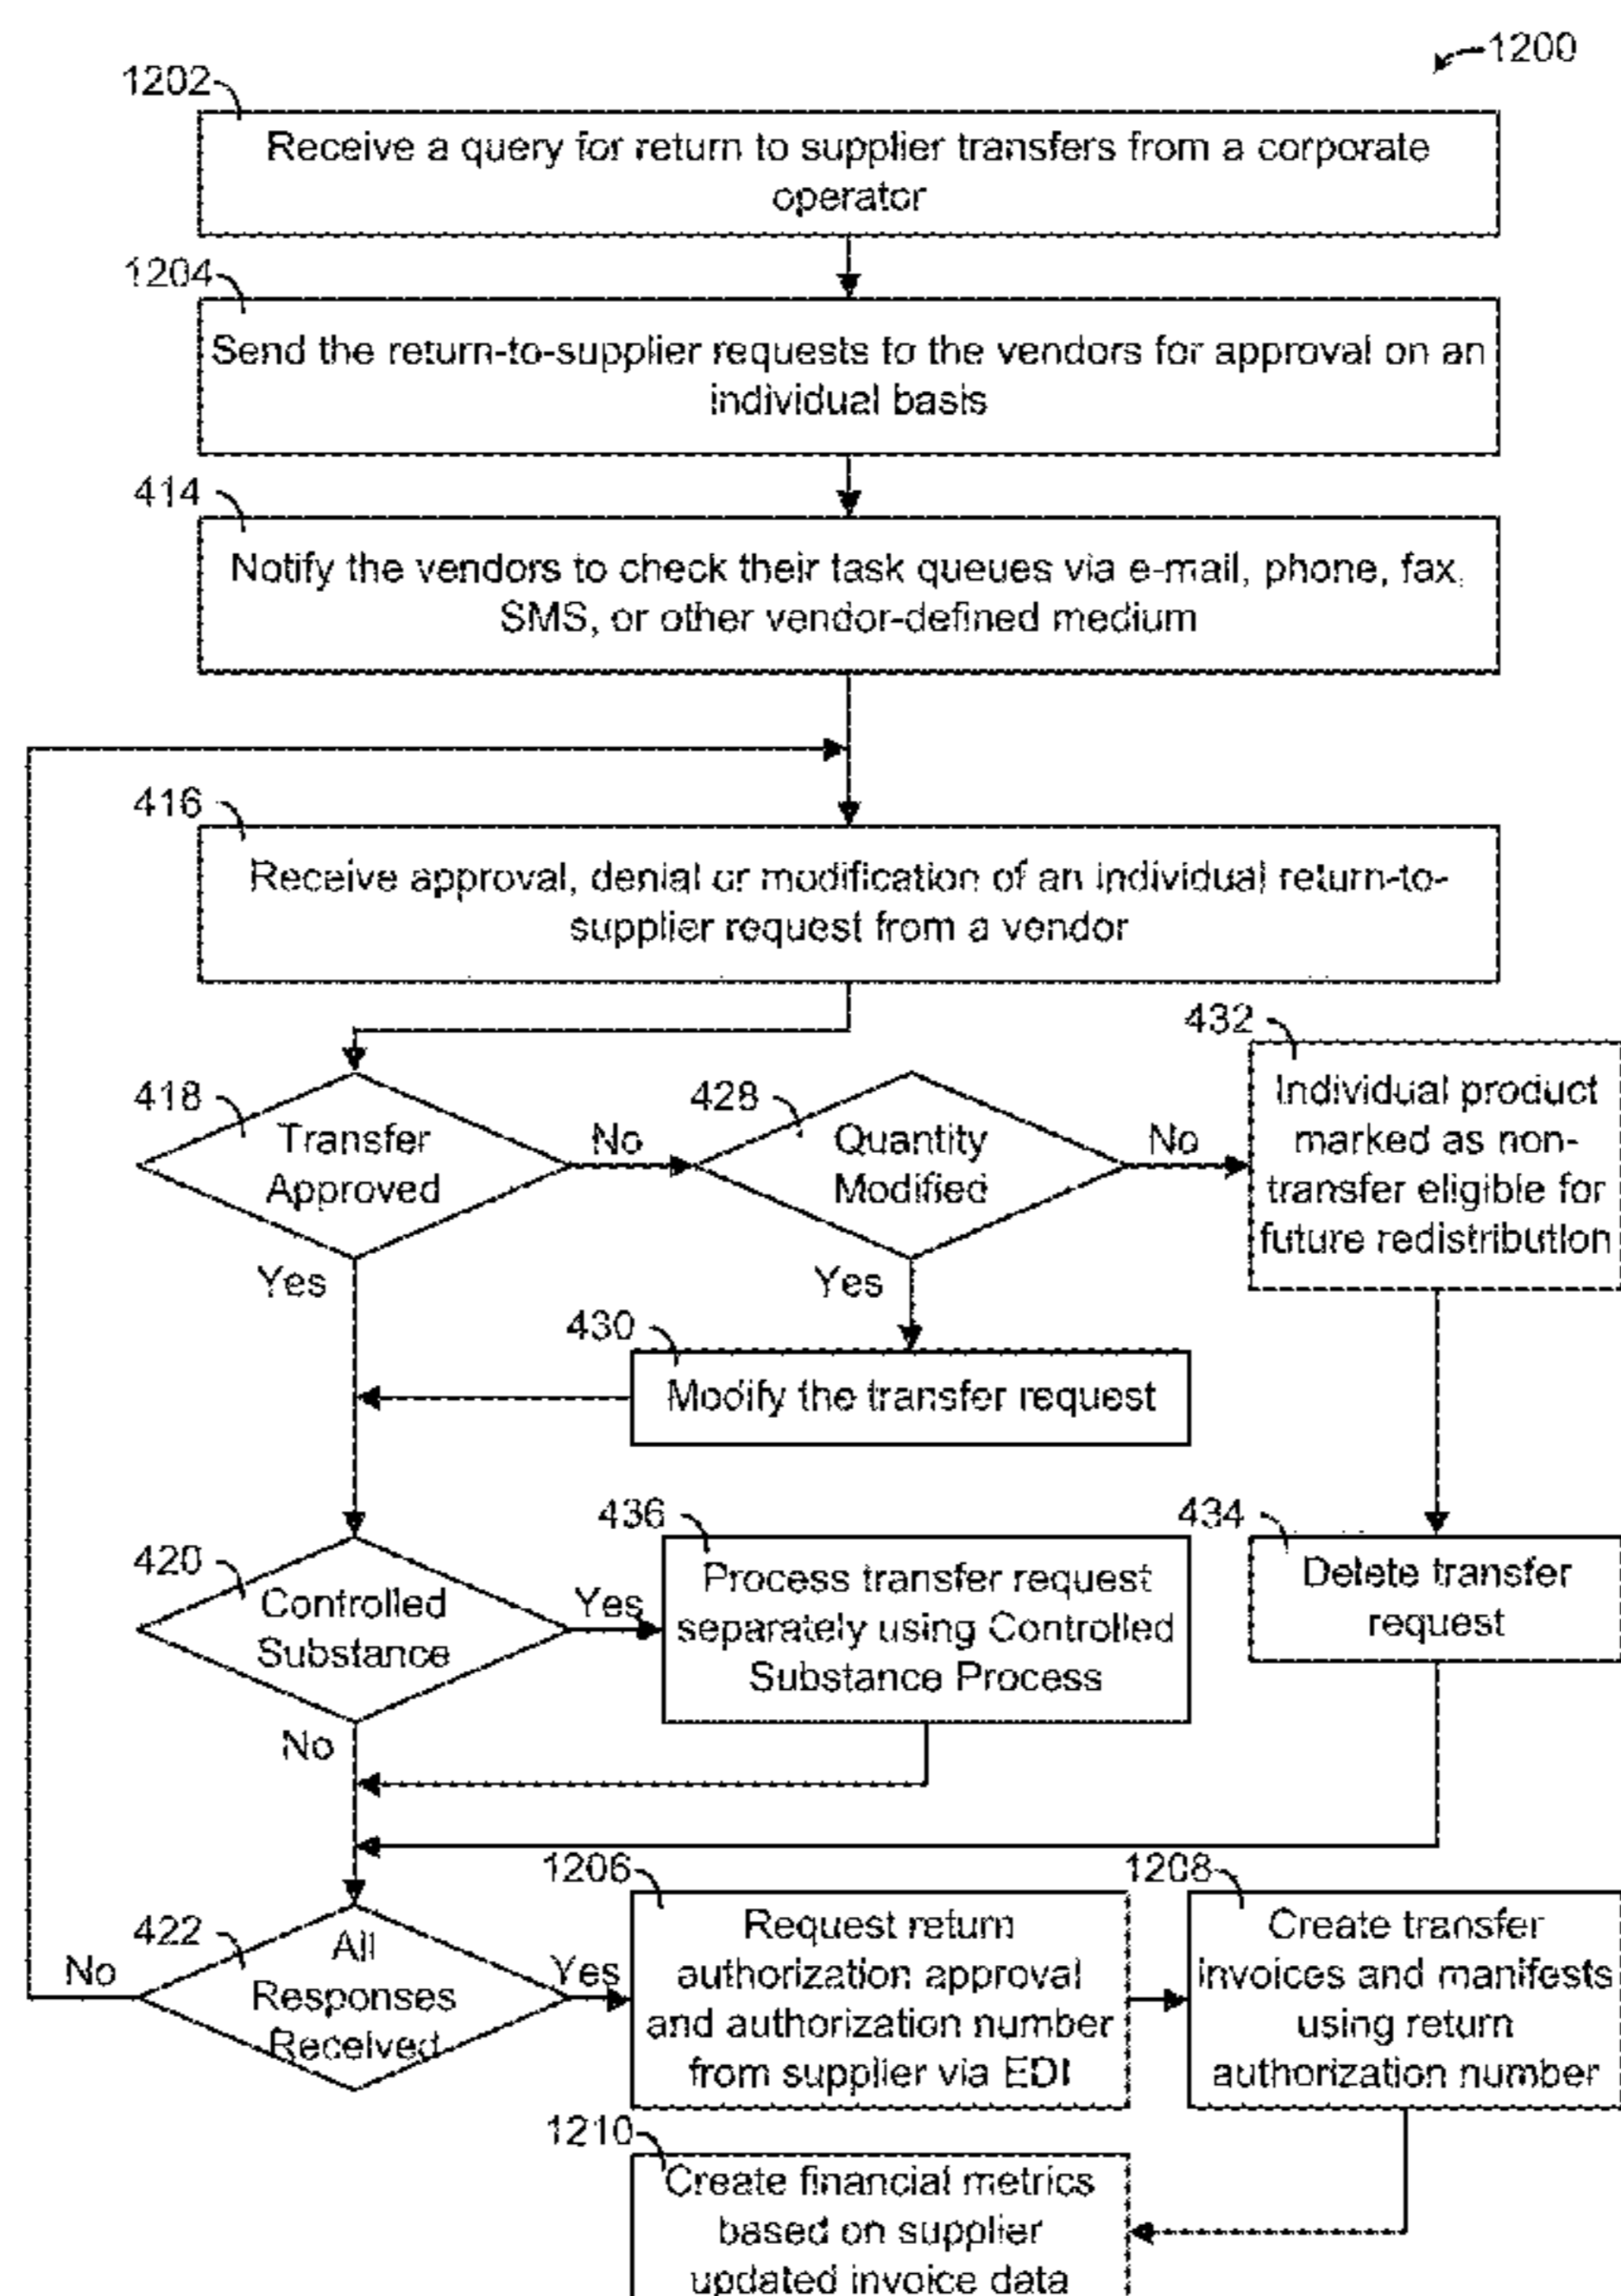 1200
1202
Receive a query for return to supplier transfers from a corporate
operator
1204
Send the return-to-supplier requests to the vendors for approval on an
individual basis
414
Notify the vendors to check their task queues via e-mail, phone, fax,
SMS, or other vendor-defined medium
416
Receive approval, denial or modification of an individual return-to-
supplier request from a vendor
418
Transfer
Approved
No
Yes
428
Quantity
Modified
No
Yes
432
Individual product
marked as non-
transfer eligible for
future redistribution
430
Modify the transfer request
420
Controlled
Substance
Yes
No
436
Process transfer request
separately using Controlled
Substance Process
434
Delete transfer
request
422
All
Responses
Received
No
Yes
1206
Request return
authorization approval
and authorization number
from supplier via EDI
1208
Create transfer
invoices and manifests
using return
authorization number
1210
Create financial metrics
based on supplier
updated invoice data